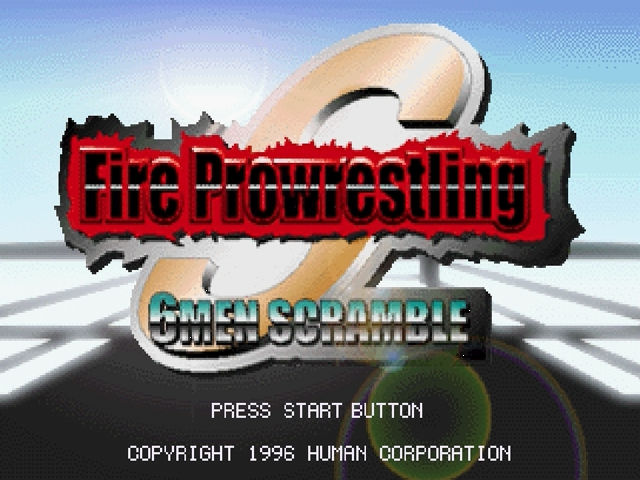 S
Fire Prowrestling
6MEN SCRAMBLE
PRESS START BUTTON
COPYRIGHT 1996 HUMAN CORPORATION